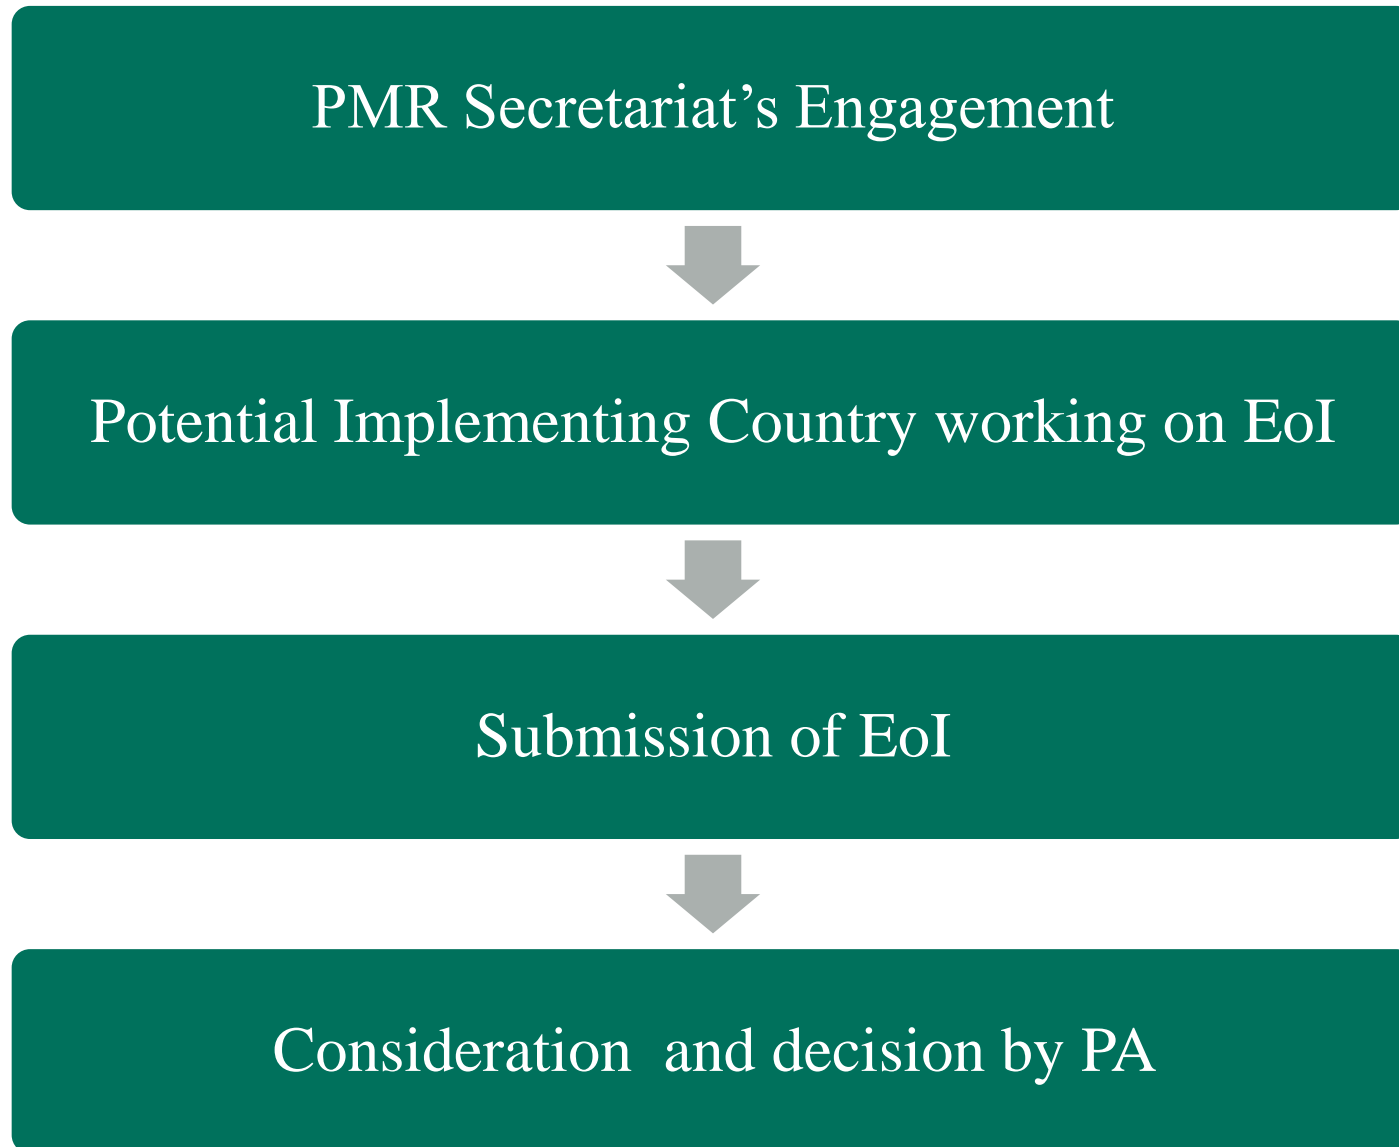 PMR Secretariat’s Engagement
Potential Implementing Country working on EoI
Submission of EoI
Consideration  and decision by PA